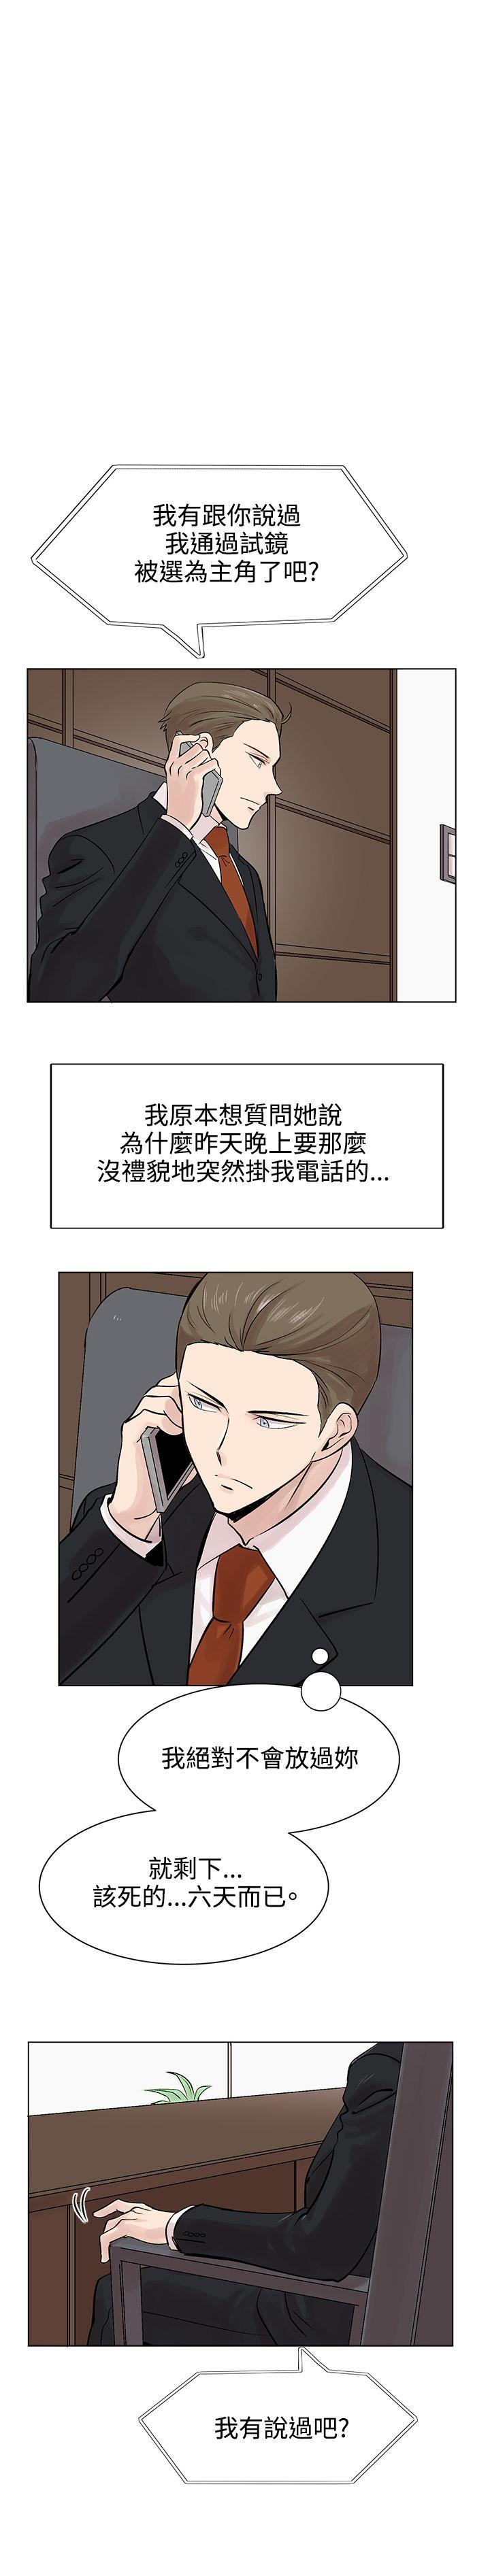 我有跟你說過
我通過試鏡
被選為主角了吧?
我原本想質問她說
為什麼昨天晚上要那麼
沒禮貌地突然掛我電話的...
我絕對不會放過妳
就剩下...
該死的...六天而已。
我有說過吧?